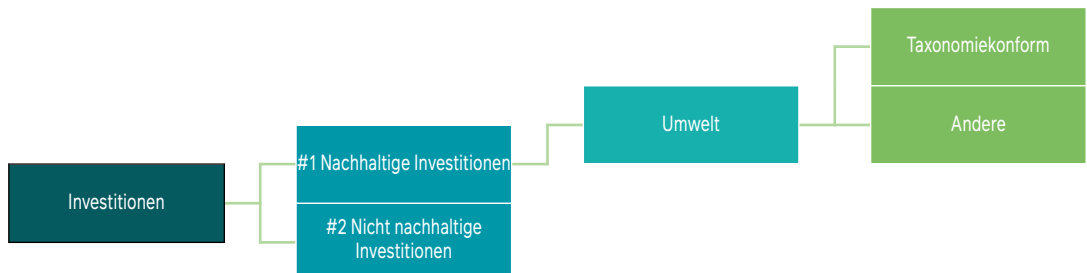 Investitionen
#1 Nachhaltige Investitionen
#2 Nicht nachhaltige
Investitionen
Umwelt
Taxonomiekonform
Andere